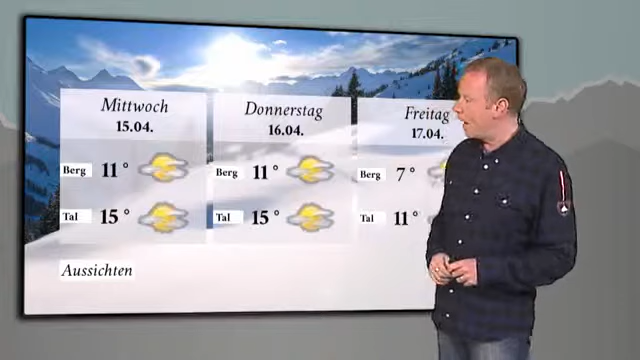 Mittwoch
15.04.
Berg 11°
Tal 15°
Donnerstag
16.04.
Berg 11°
Tal 15°
Freitag
17.04.
Berg 7°
Tal 11°
Aussichten